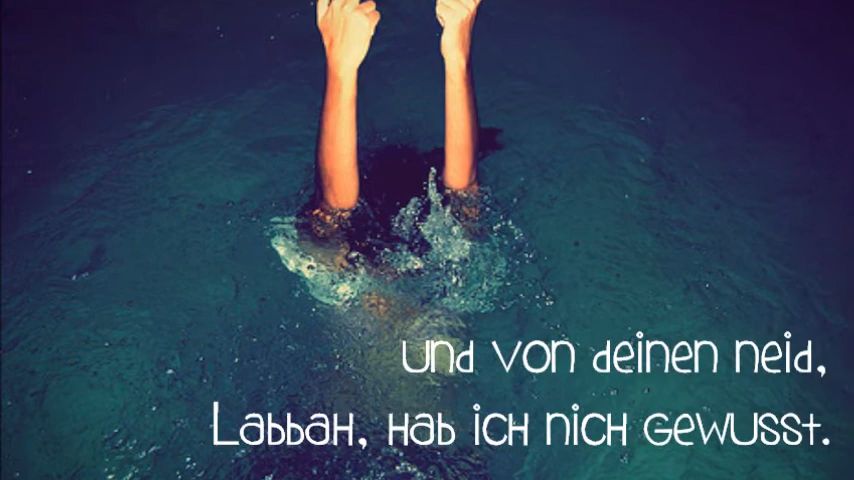 und von deinen neid,
Labbah, hab ich nich gewusst.